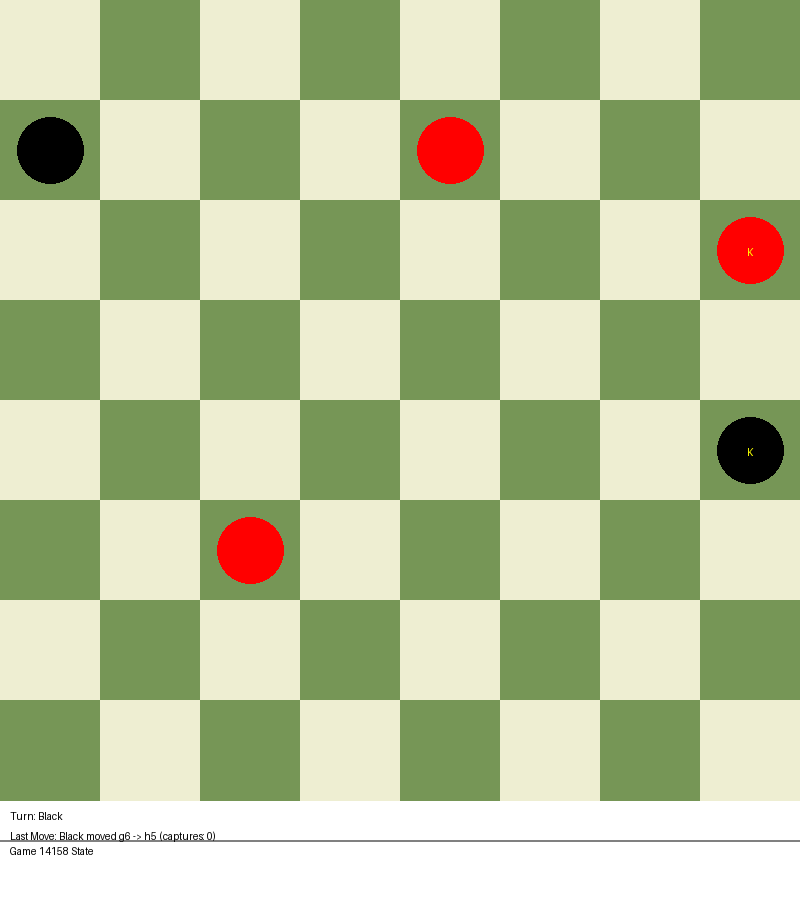 K
K
Turn: Black
Last Move: Black moved g6 -> h5 (captures: 0)
Game 14158 State